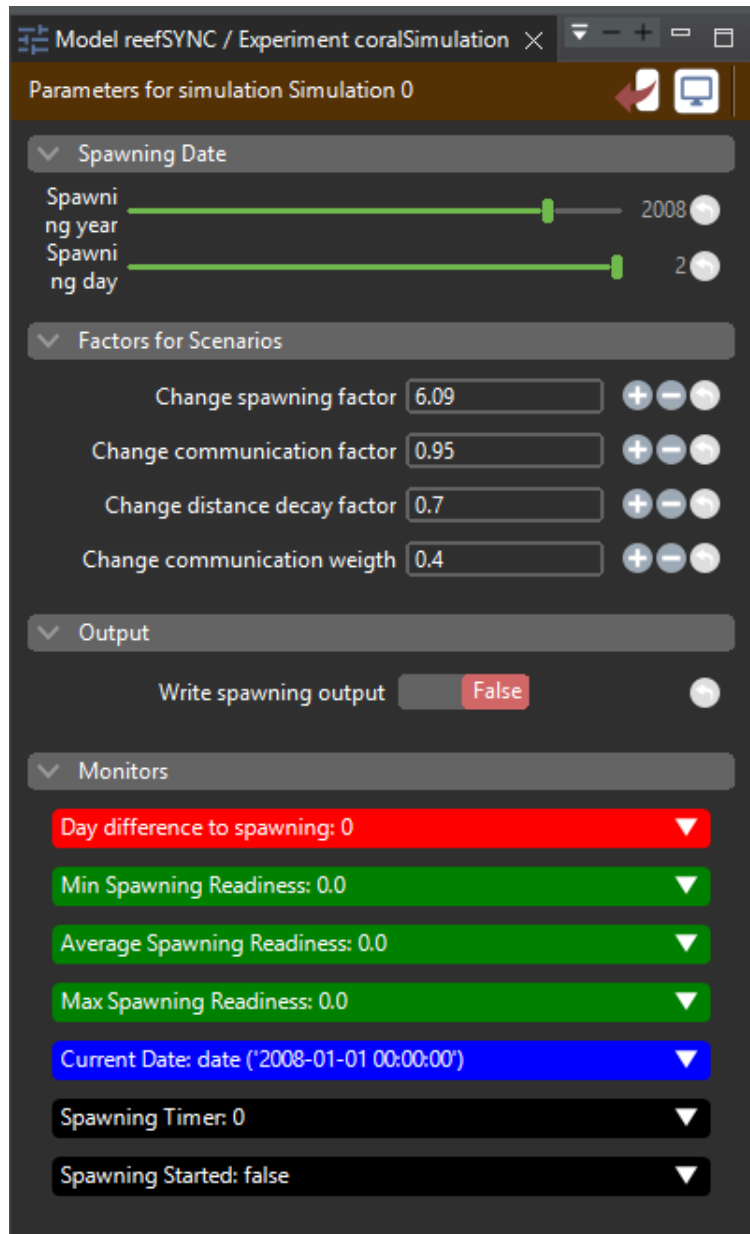 Model reefSYNC / Experiment coralSimulation
Parameters for simulation Simulation 0
Spawning Date
Spawni
ng year
2008
Spawni
ng day
2
Factors for Scenarios
Change spawning factor 6.09
Change communication factor 0.95
Change distance decay factor 0.7
Change communication weigth 0.4
Output
Write spawning output False
Monitors
Day difference to spawning: 0
Min Spawning Readiness: 0.0
Average Spawning Readiness: 0.0
Max Spawning Readiness: 0.0
Current Date: date ('2008-01-01 00:00:00')
Spawning Timer: 0
Spawning Started: false